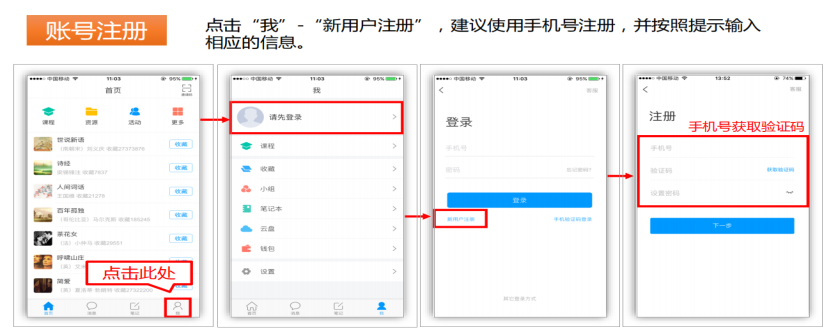 账号注册
点击“我”-“新用户注册”，建议使用手机号注册，并按照提示输入
相应的信息。
中国移动 11:03 95%
首页
课程 资源 活动 更多
世说新语
收藏
诗经
收藏
人间词话
收藏
百年孤独
收藏
茶花女
收藏
呼啸山庄
简爱
点击此处
首页 消息 笔记 我
中国移动 11:03 95%
我
请先登录
课程
收藏
小组
笔记本
云盘
钱包
设置
首页 消息 笔记 我
中国移动 11:03 95%
客服
登录
手机号
密码
忘记密码?
登录
新用户注册 手机验证码登录
其它登录方式
中国移动 13:52 74%
客服
注册
手机号获取验证码
手机号
验证码 获取验证码
设置密码
下一步